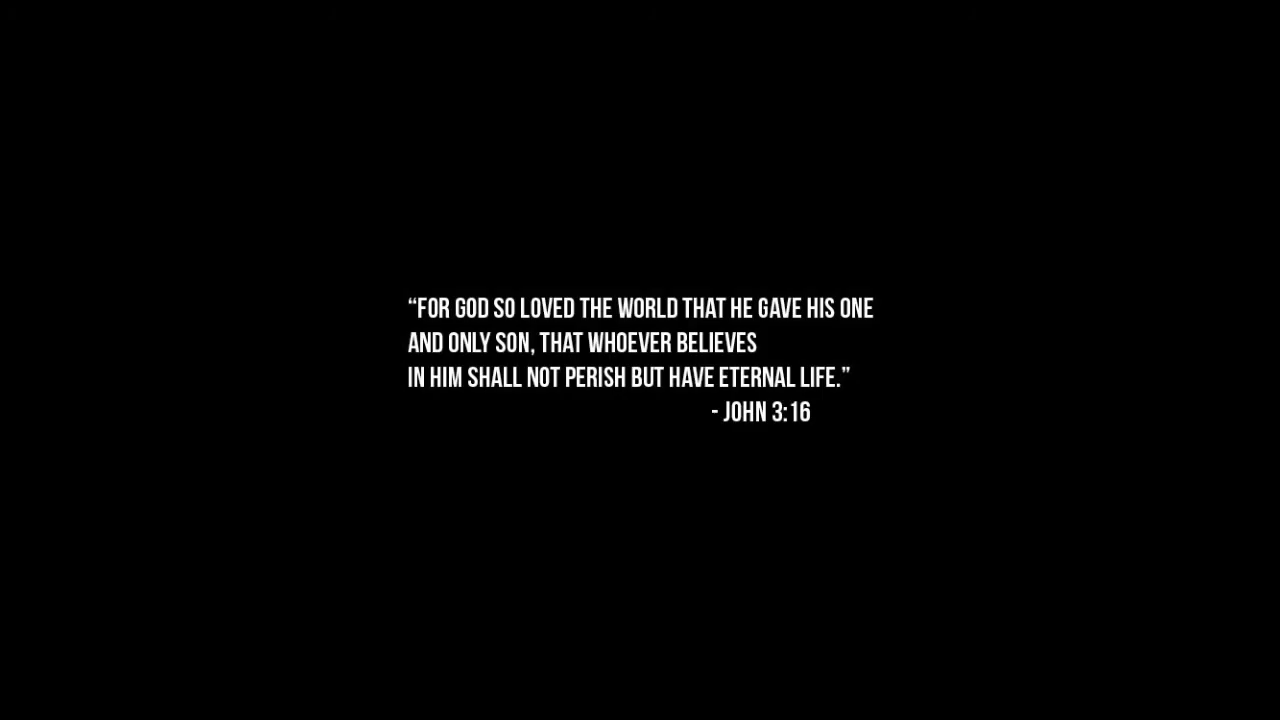 “FOR GOD SO LOVED THE WORLD THAT HE GAVE HIS ONE
AND ONLY SON, THAT WHOEVER BELIEVES
IN HIM SHALL NOT PERISH BUT HAVE ETERNAL LIFE.”
- JOHN 3:16